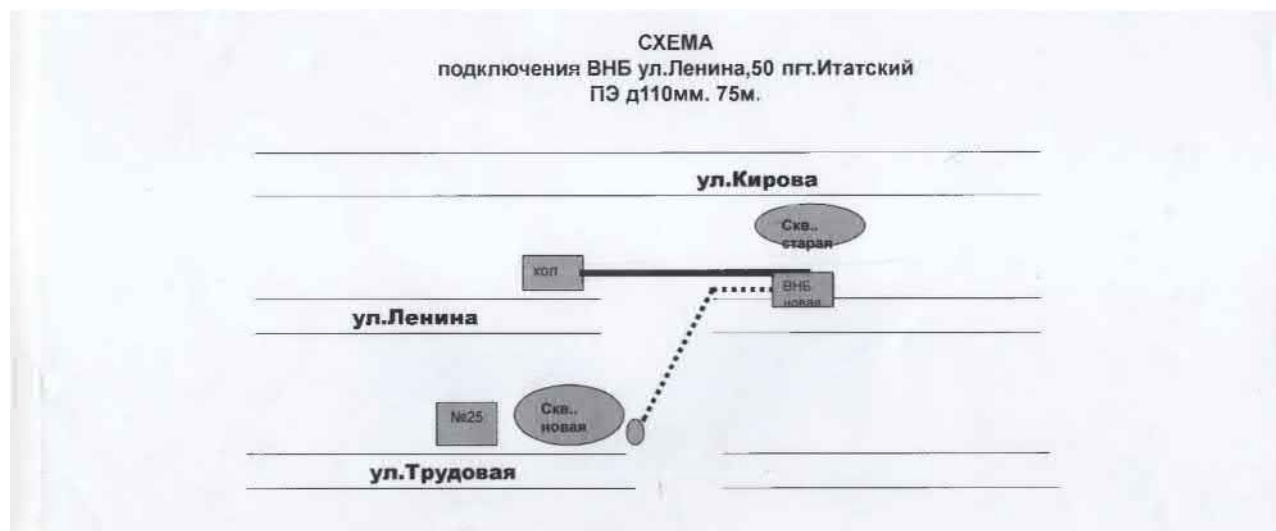 СХЕМА
подключения ВНБ ул.Ленина,50 пгт.Итатский
ПЭ д110мм. 75м.
ул.Кирова
Скв..
старая
кол
ВНБ
новая
ул.Ленина
№25
Скв..
новая
ул.Трудовая